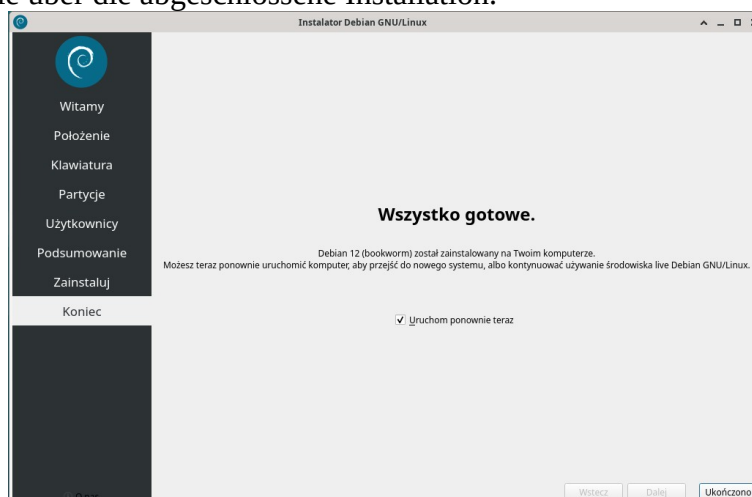 über die abgeschlossene Installation.
Instalator Debian GNU/Linux
Witamy
Położenie
Klawiatura
Partycje
Użytkownicy
Podsumowanie
Zainstaluj
Koniec
Wszystko gotowe.
Debian 12 (bookworm) został zainstalowany na Twoim komputerze.
Możesz teraz ponownie uruchomić komputer, aby przejść do nowego systemu, albo kontynuować używanie środowiska live Debian GNU/Linux.
Uruchom ponownie teraz
Wstecz Dalej Ukończono